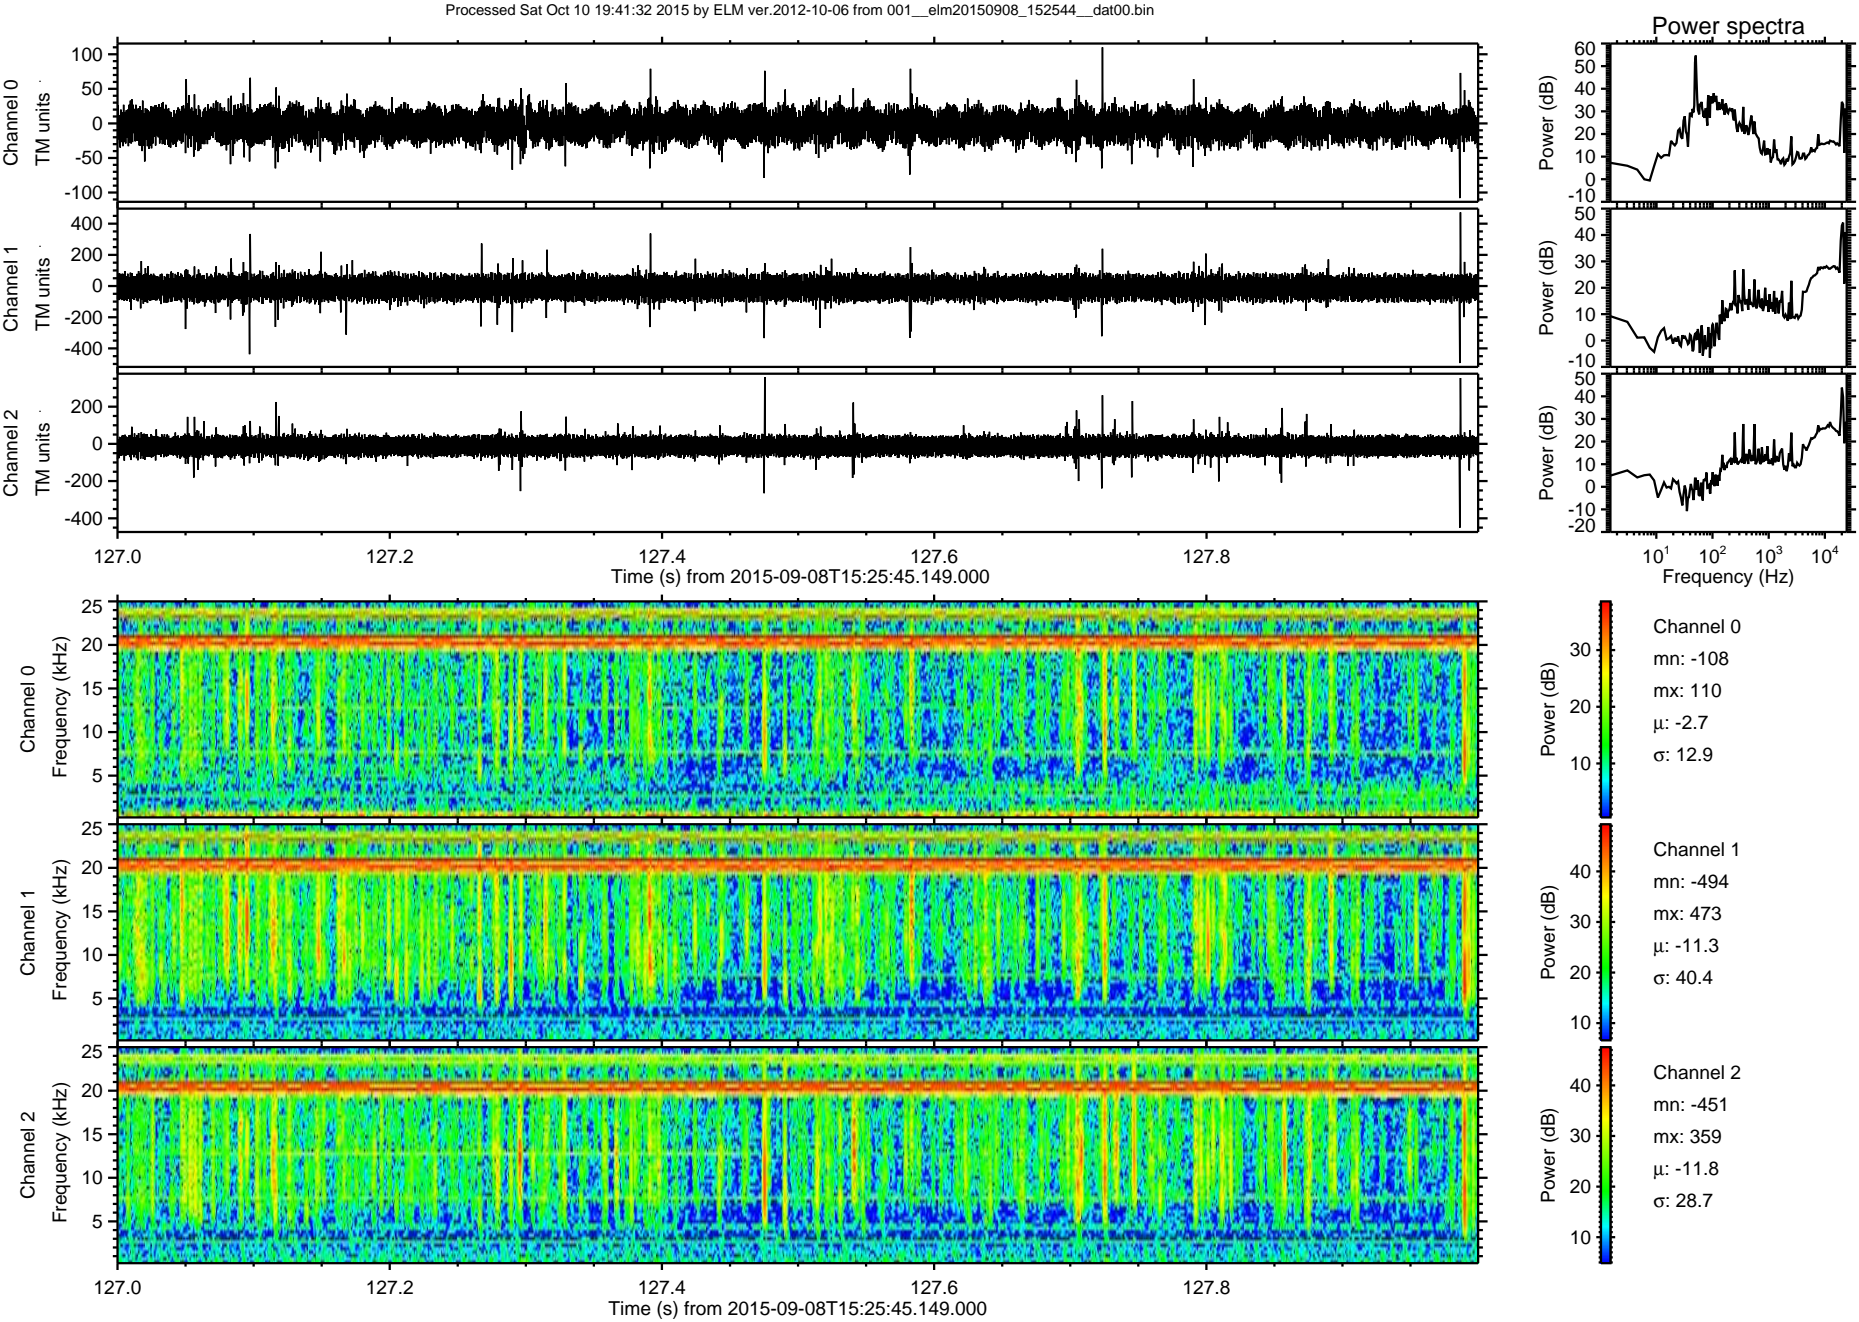 Processed Sat Oct 10 19:41:32 2015 by ELM ver.2012-10-06 from 001__elm20150908_152544__dat00.bin
Power spectra
Channel 0
TM units
100
50
0
-50
-100
Power (dB)
60
50
40
30
20
10
0
-10
Channel 1
TM units
400
200
0
-200
-400
Power (dB)
50
40
30
20
10
0
-10
Channel 2
TM units
200
0
-200
-400
Power (dB)
50
40
30
20
10
0
-10
-20
127.0 127.2 127.4 127.6 127.8
Time (s) from 2015-09-08T15:25:45.149.000
10^1 10^2 10^3 10^4
Frequency (Hz)
Channel 0
Frequency (kHz)
25
20
15
10
5
Power (dB)
30
20
10
Channel 0
mn: -108
mx: 110
μ: -2.7
σ: 12.9
Channel 1
Frequency (kHz)
25
20
15
10
5
Power (dB)
40
30
20
10
Channel 1
mn: -494
mx: 473
μ: -11.3
σ: 40.4
Channel 2
Frequency (kHz)
25
20
15
10
5
Power (dB)
40
30
20
10
Channel 2
mn: -451
mx: 359
μ: -11.8
σ: 28.7
127.0 127.2 127.4 127.6 127.8
Time (s) from 2015-09-08T15:25:45.149.000